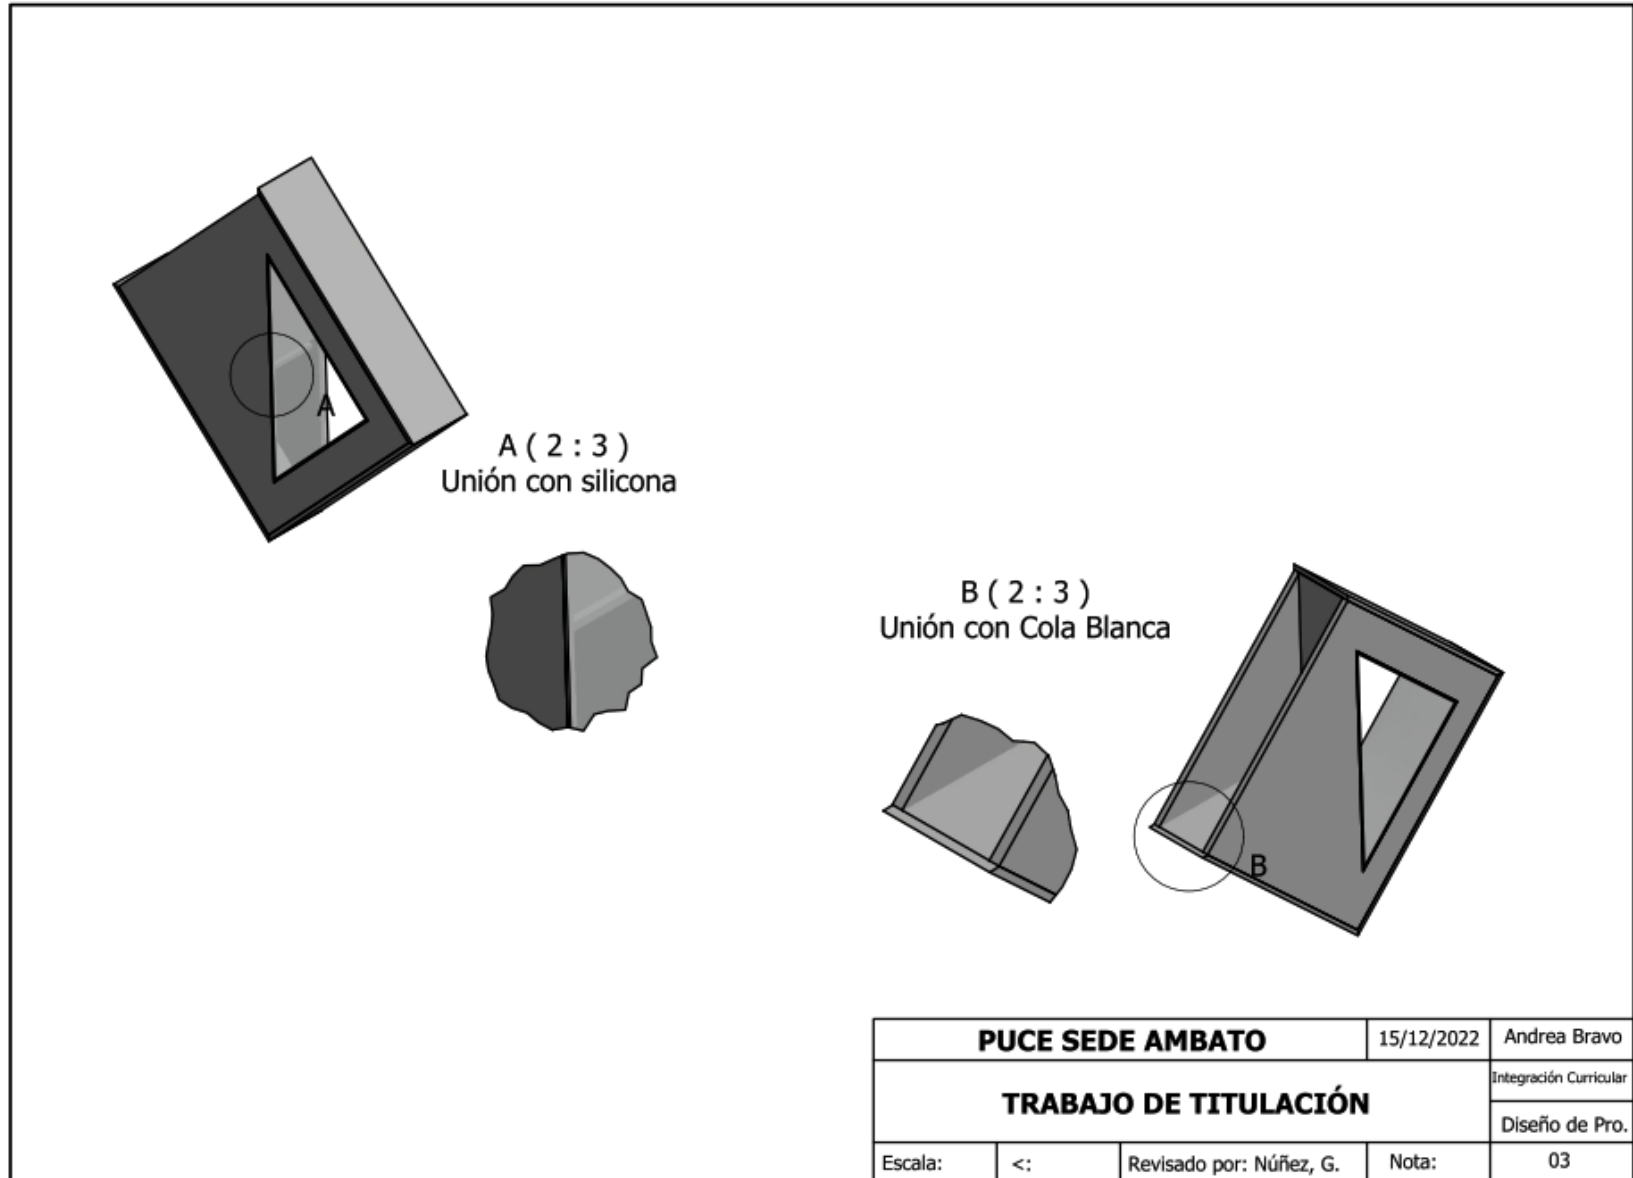 A
A ( 2 : 3 )
Unión con silicona
B ( 2 : 3 )
Unión con Cola Blanca
B
PUCE SEDE AMBATO
15/12/2022
Andrea Bravo
TRABAJO DE TITULACIÓN
Integración Curricular
Diseño de Pro.
Escala:
<:
Revisado por: Núñez, G.
Nota:
03